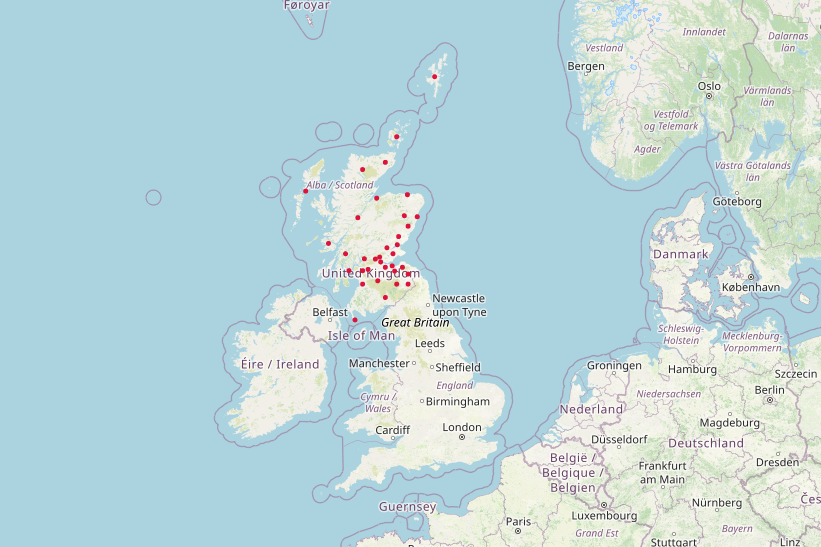 Føroyar
Vestland
Innlandet
Dalarnas
län
Bergen
Oslo
Värmlands
län
Vestfold
og Telemark
Agder
Västra Götalands
län
Alba / Scotland
Göteborg
Danmark
København
United Kingdom
Newcastle
upon Tyne
Belfast
Great Britain
Isle of Man
Schleswig-
Holstein
Mecklenburg-
Vorpommern
Leeds
Éire / Ireland
Manchester
Sheffield
Groningen
Hamburg
Szczecin
England
Cymru /
Wales
Birmingham
Niedersachsen
Berlin
Nederland
Magdeburg
Cardiff
London
Düsseldorf
Deutschland
België /
Belgique /
Belgien
Frankfurt
am Main
Dresden
Guernsey
Luxembourg
Nürnberg
Čes
Paris
Grand Est
Bayern
Stuttgart
Linz